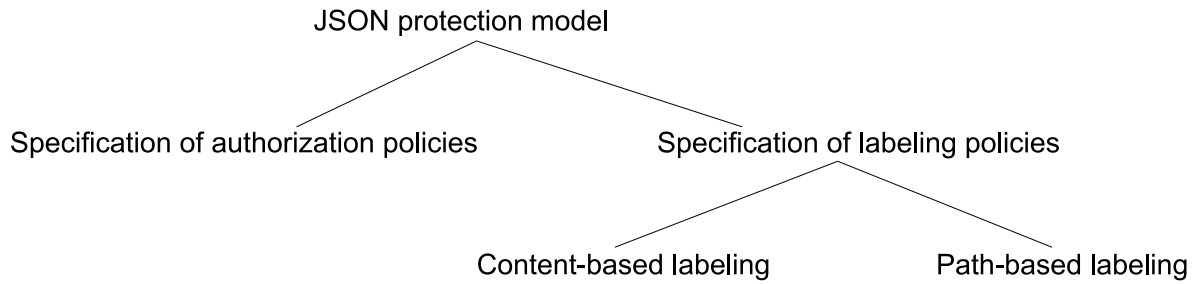 JSON protection model
Specification of authorization policies
Specification of labeling policies
Content-based labeling
Path-based labeling